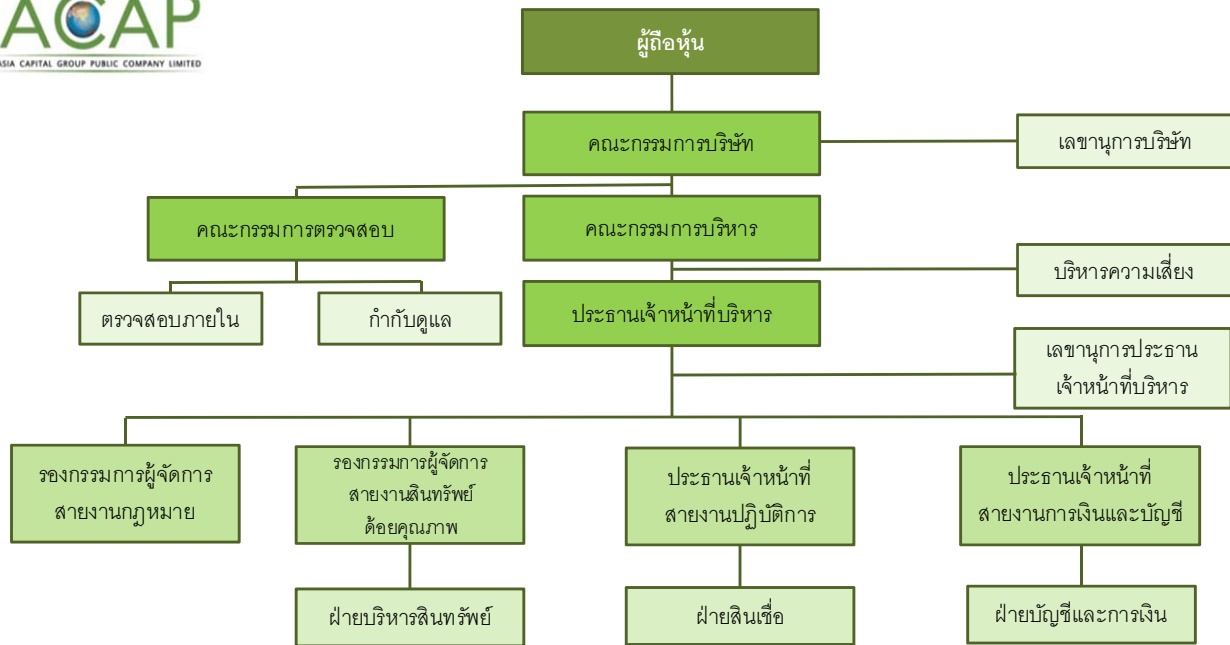 ACAP
ASIA CAPITAL GROUP PUBLIC COMPANY LIMITED
ผู้ถือหุ้น
คณะกรรมการบริษัท
เลขานุการบริษัท
คณะกรรมการตรวจสอบ
คณะกรรมการบริหาร
บริหารความเสี่ยง
ตรวจสอบภายใน
กำกับดูแล
ประธานเจ้าหน้าที่บริหาร
เลขานุการประธาน
เจ้าหน้าที่บริหาร
รองกรรมการผู้จัดการ
สายงานกฎหมาย
รองกรรมการผู้จัดการ
สายงานสินทรัพย์
ด้อยคุณภาพ
ประธานเจ้าหน้าที่
สายงานปฏิบัติการ
ประธานเจ้าหน้าที่
สายงานการเงินและบัญชี
ฝ่ายบริหารสินทรัพย์
ฝ่ายสินเชื่อ
ฝ่ายบัญชีและการเงิน